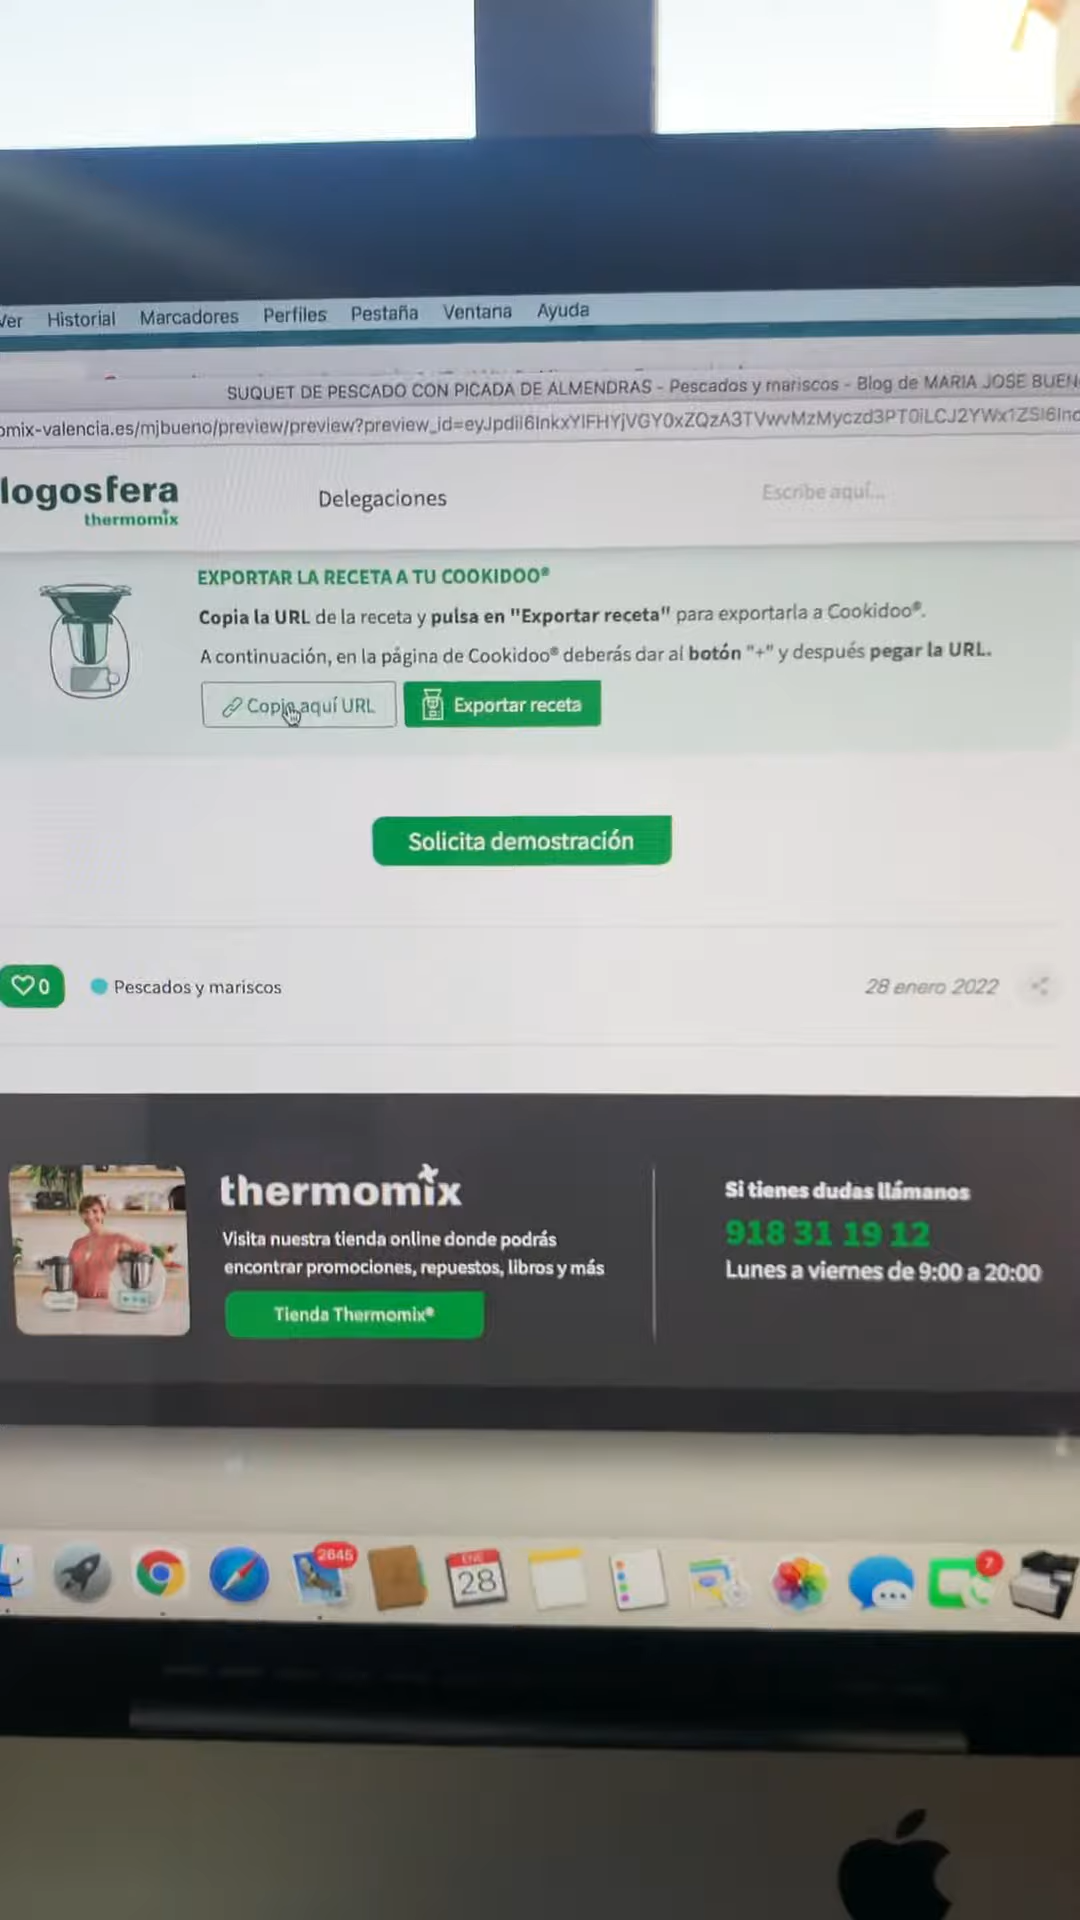 Ver Historial Marcadores Perfiles Pestaña Ventana Ayuda
SUQUET DE PESCADO CON PICADA DE ALMENDRAS - Pescados y mariscos - Blog de MARIA JOSE BUEN
omix-valencia.es/mjbueno/preview/preview?preview_id=
logosfera
thermomix
Delegaciones
Escribe aquí...
EXPORTAR LA RECETA A TU COOKIDOO®
Copia la URL de la receta y pulsa en "Exportar receta" para exportarla a Cookidoo®.
A continuación, en la página de Cookidoo® deberás dar al botón "+" y después pegar la URL.
Copia aquí URL
Exportar receta
Solicita demostración
0
Pescados y mariscos
28 enero 2022
thermomix
Visita nuestra tienda online donde podrás
encontrar promociones, repuestos, libros y más
Tienda Thermomix®
Si tienes dudas llámanos
918 31 19 12
Lunes a viernes de 9:00 a 20:00
2645
ENE
28
7